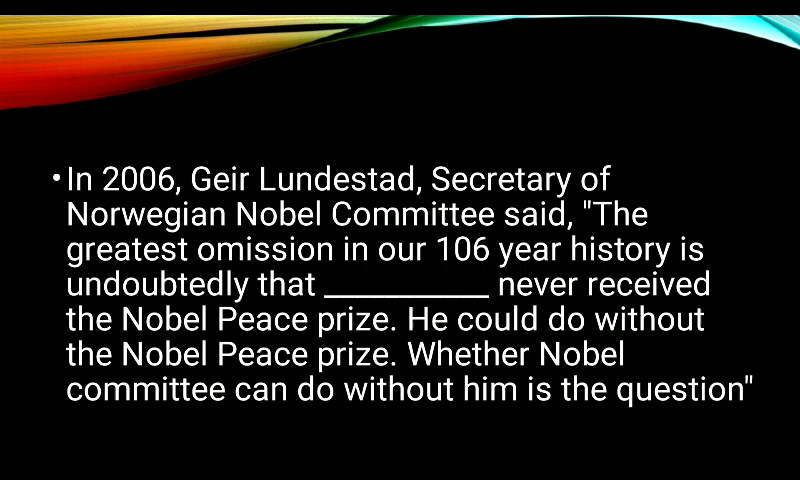 • In 2006, Geir Lundestad, Secretary of
Norwegian Nobel Committee said, "The
greatest omission in our 106 year history is
undoubtedly that __________ never received
the Nobel Peace prize. He could do without
the Nobel Peace prize. Whether Nobel
committee can do without him is the question"